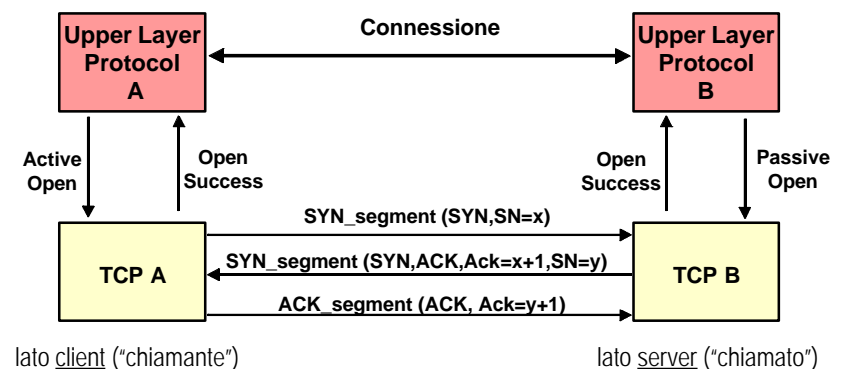 Upper Layer
Protocol
A
Connessione
Upper Layer
Protocol
B
Active
Open
Open
Success
Open
Success
Passive
Open
SYN_segment (SYN,SN=x)
TCP A
SYN_segment (SYN,ACK,Ack=x+1,SN=y)
TCP B
ACK_segment (ACK, Ack=y+1)
lato client (“chiamante”)
lato server (“chiamato”)